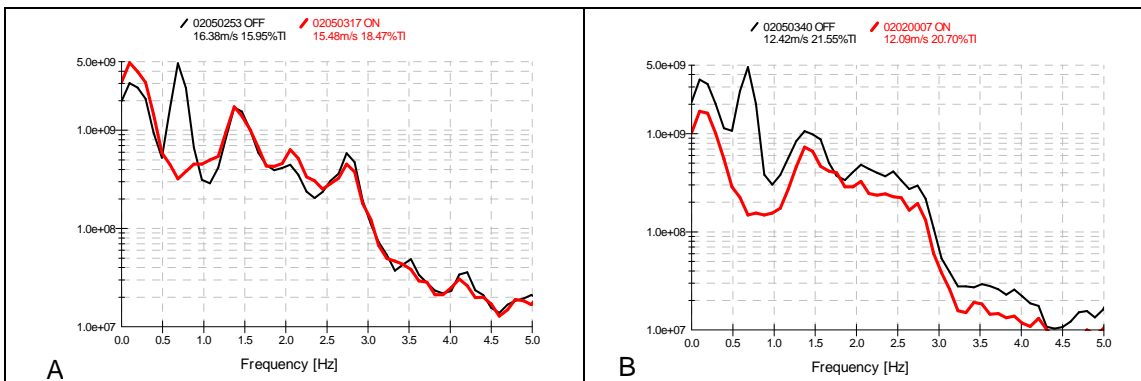 02050253 OFF 02050317 ON
16.38m/s 15.95%TI 15.48m/s 18.47%TI
5.0e+09
1.0e+09
1.0e+08
1.0e+07
0.0 0.5 1.0 1.5 2.0 2.5 3.0 3.5 4.0 4.5 5.0
Frequency [Hz]
A
02050340 OFF 02020007 ON
12.42m/s 21.55%TI 12.09m/s 20.70%TI
5.0e+09
1.0e+09
1.0e+08
1.0e+07
0.0 0.5 1.0 1.5 2.0 2.5 3.0 3.5 4.0 4.5 5.0
Frequency [Hz]
B